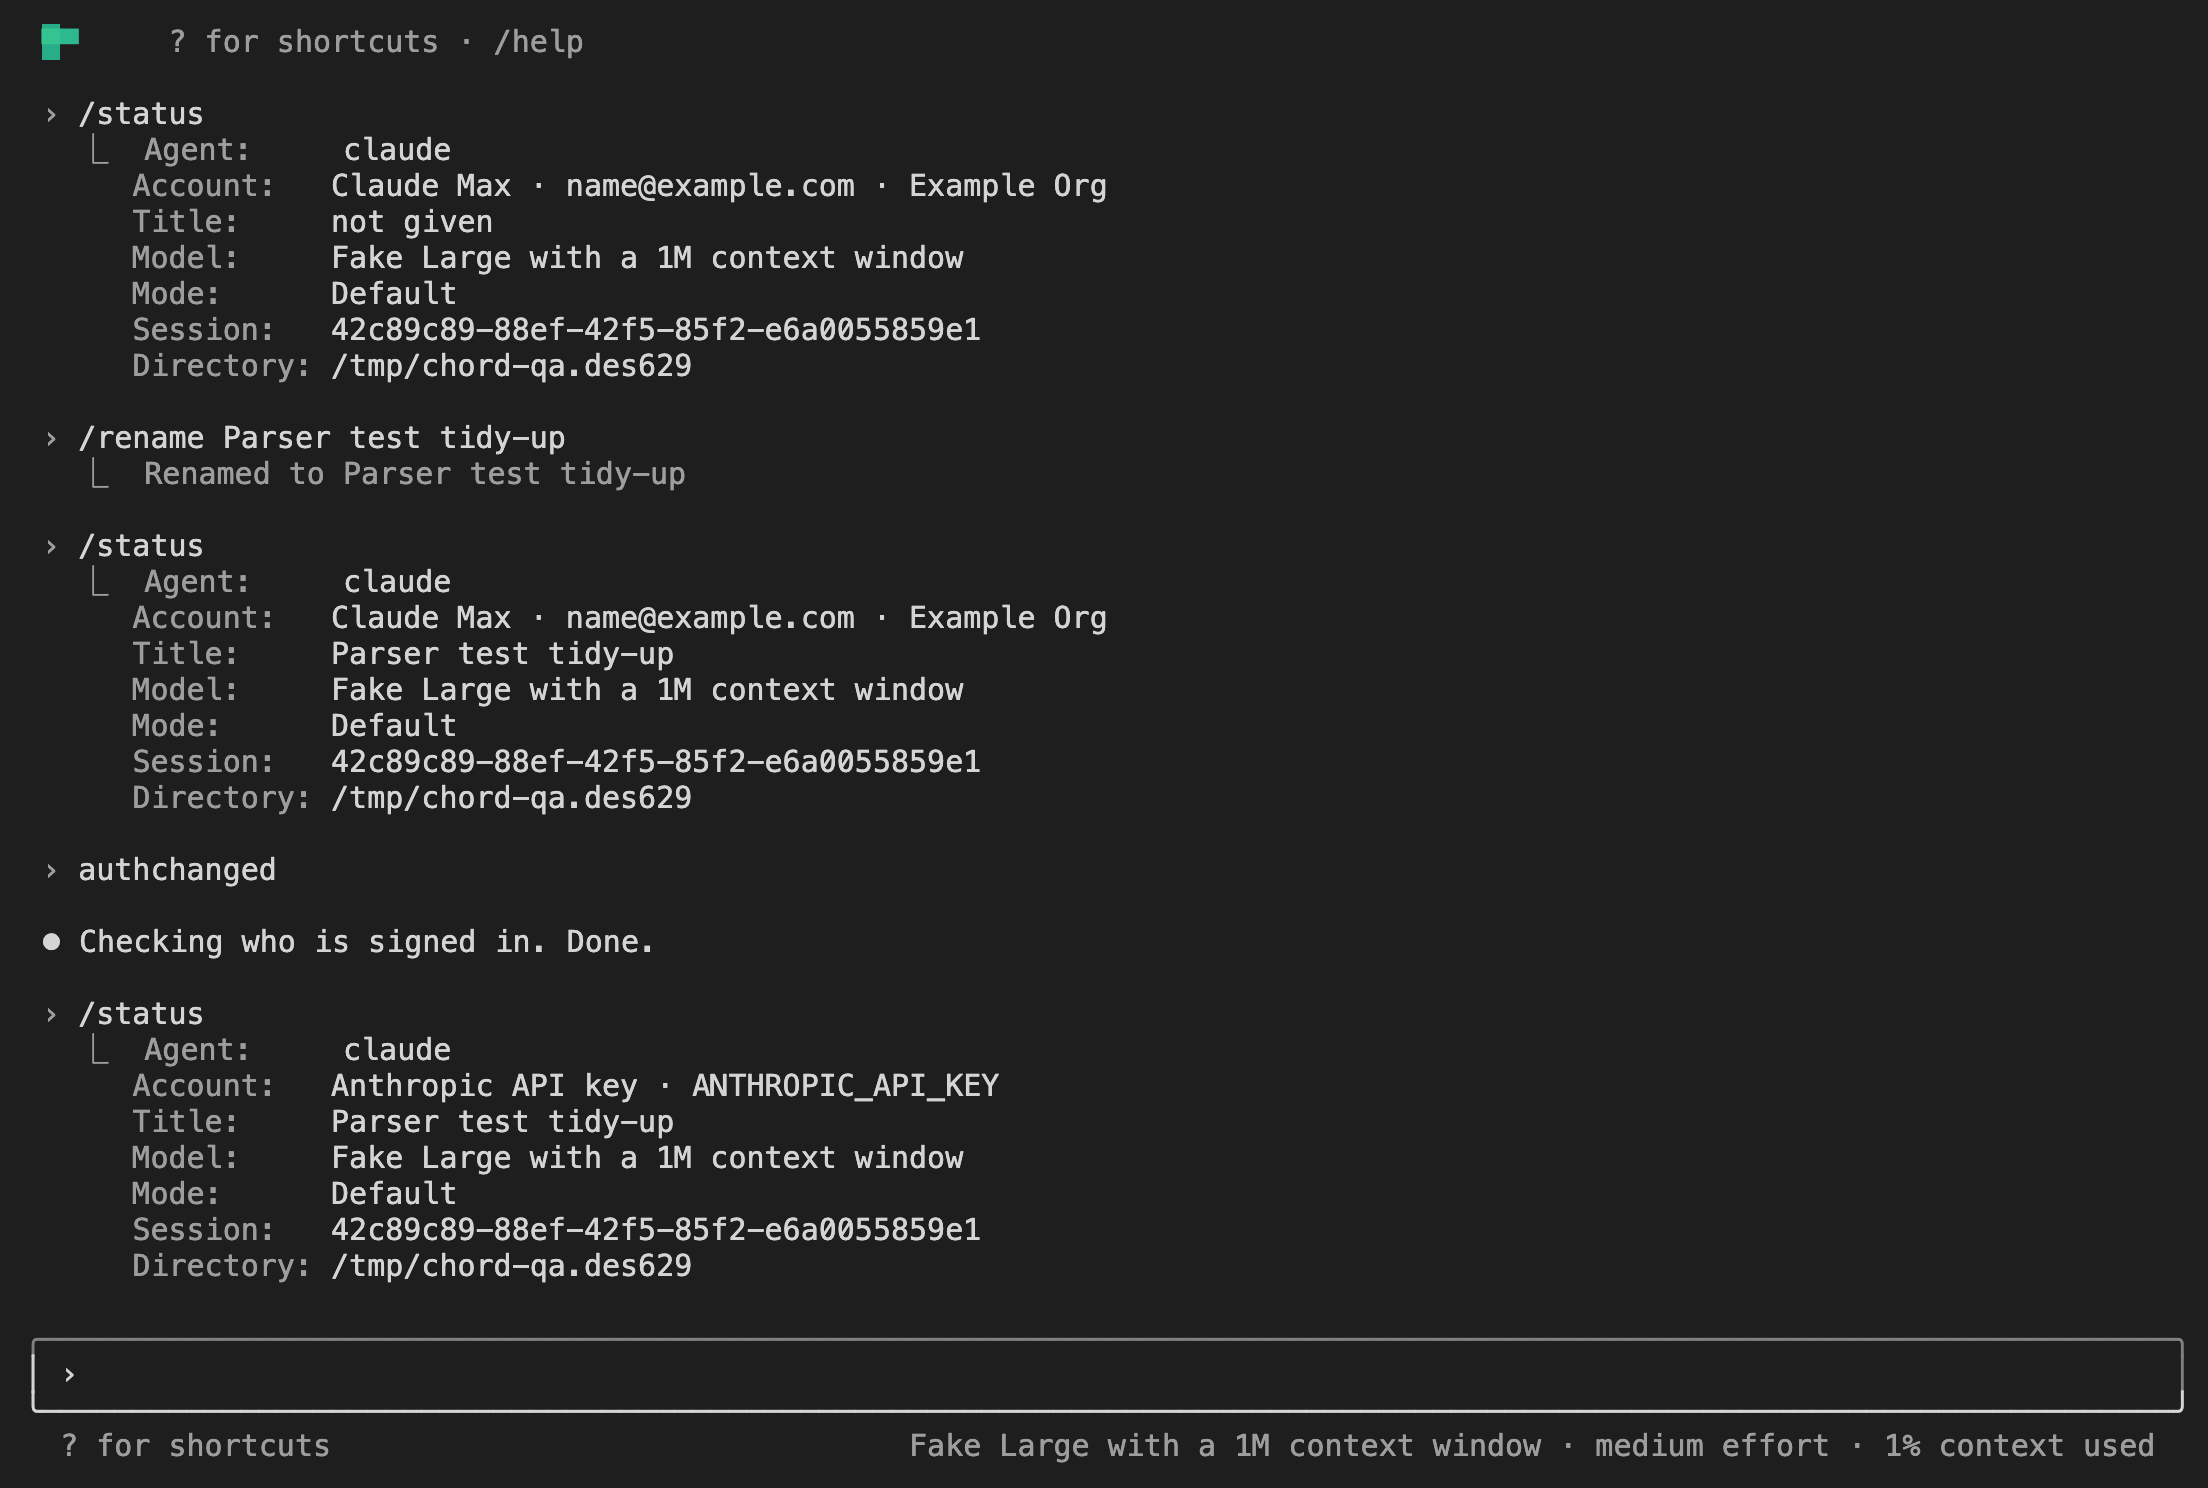 ? for shortcuts · /help
› /status
⎿ Agent: claude
Account: Claude Max · name@example.com · Example Org
Title: not given
Model: Fake Large with a 1M context window
Mode: Default
Session: 42c89c89-88ef-42f5-85f2-e6a0055859e1
Directory: /tmp/chord-qa.des629
› /rename Parser test tidy-up
⎿ Renamed to Parser test tidy-up
› /status
⎿ Agent: claude
Account: Claude Max · name@example.com · Example Org
Title: Parser test tidy-up
Model: Fake Large with a 1M context window
Mode: Default
Session: 42c89c89-88ef-42f5-85f2-e6a0055859e1
Directory: /tmp/chord-qa.des629
› authchanged
● Checking who is signed in. Done.
› /status
⎿ Agent: claude
Account: Anthropic API key · ANTHROPIC_API_KEY
Title: Parser test tidy-up
Model: Fake Large with a 1M context window
Mode: Default
Session: 42c89c89-88ef-42f5-85f2-e6a0055859e1
Directory: /tmp/chord-qa.des629
›
? for shortcuts Fake Large with a 1M context window · medium effort · 1% context used